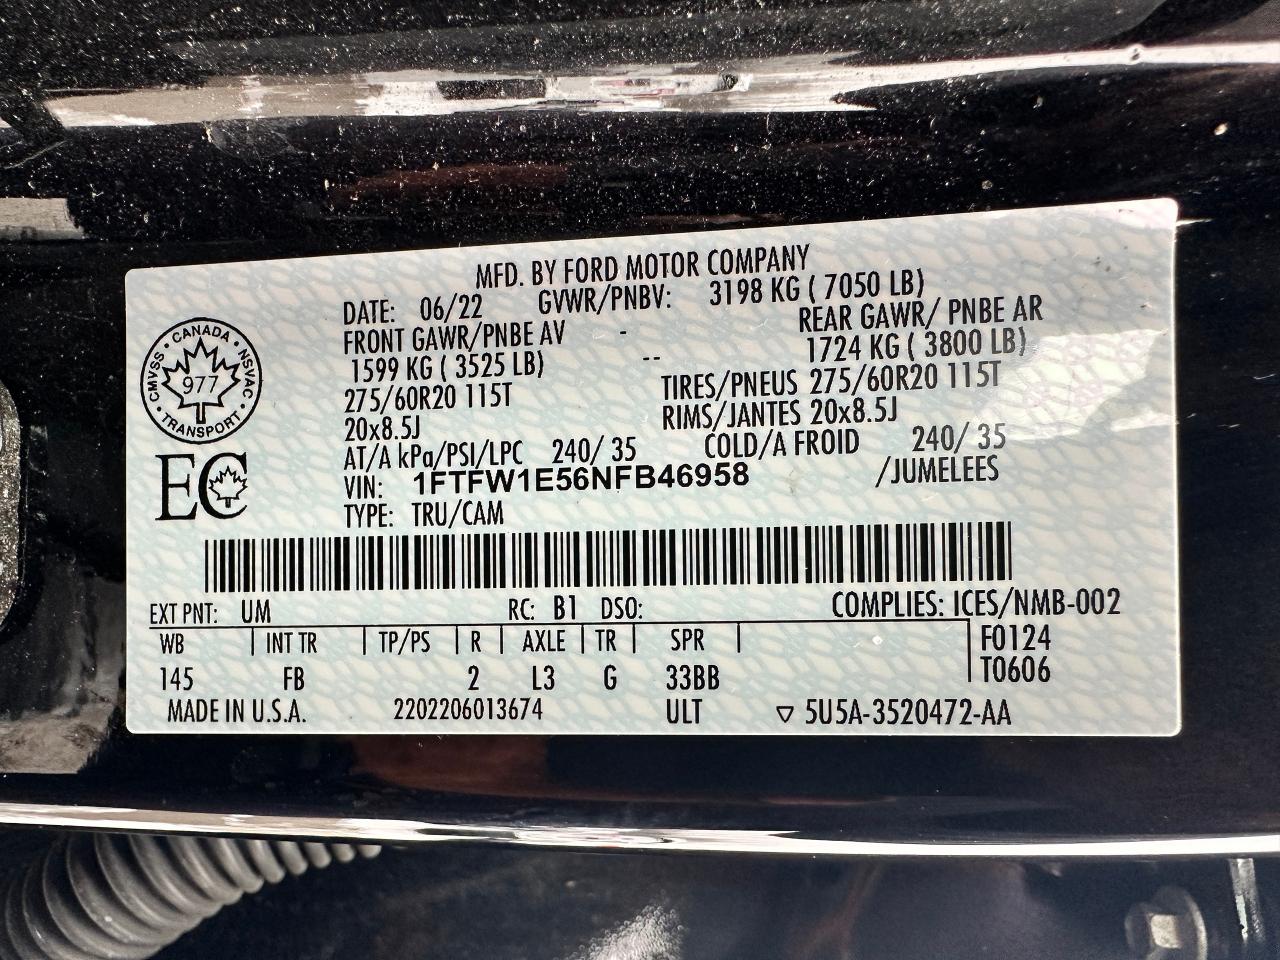 MFD. BY FORD MOTOR COMPANY
DATE: 06/22 GVWR/PNBV: 3198 KG ( 7050 LB)
FRONT GAWR/PNBE AV - REAR GAWR/ PNBE AR
1599 KG ( 3525 LB) -- 1724 KG ( 3800 LB)
275/60R20 115T TIRES/PNEUS 275/60R20 115T
20x8.5J RIMS/JANTES 20x8.5J
AT/A kPa/PSI/LPC 240/ 35 COLD/A FROID 240/ 35
VIN: 1FTFW1E56NFB46958 /JUMELEES
TYPE: TRU/CAM
CANADA • NSVAC • TRANSPORT • CMVSS •
977
EC
EXT PNT: UM RC: B1 DSO: COMPLIES: ICES/NMB-002
WB INT TR TP/PS R AXLE TR SPR F0124
145 FB 2 L3 G 33BB T0606
MADE IN U.S.A. 2202206013674 ULT ▽ 5U5A-3520472-AA